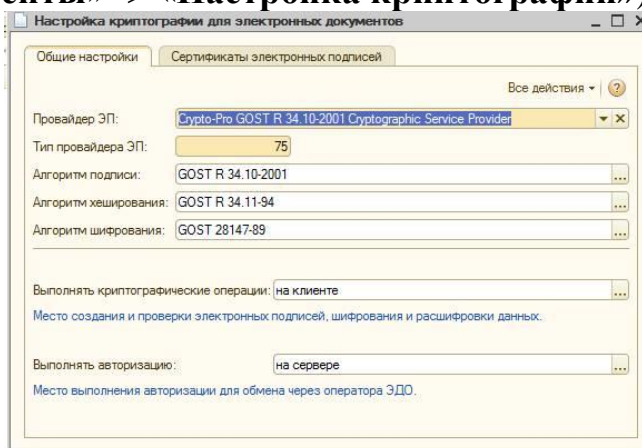 енты» -> «Настройка криптографии»)
Настройка криптографии для электронных документов
Общие настройки Сертификаты электронных подписей
Все действия
Провайдер ЭП: Crypto-Pro GOST R 34.10-2001 Cryptographic Service Provider
Тип провайдера ЭП: 75
Алгоритм подписи: GOST R 34.10-2001
Алгоритм хеширования: GOST R 34.11-94
Алгоритм шифрования: GOST 28147-89
Выполнять криптографические операции: на клиенте
Место создания и проверки электронных подписей, шифрования и расшифровки данных.
Выполнять авторизацию: на сервере
Место выполнения авторизации для обмена через оператора ЭДО.